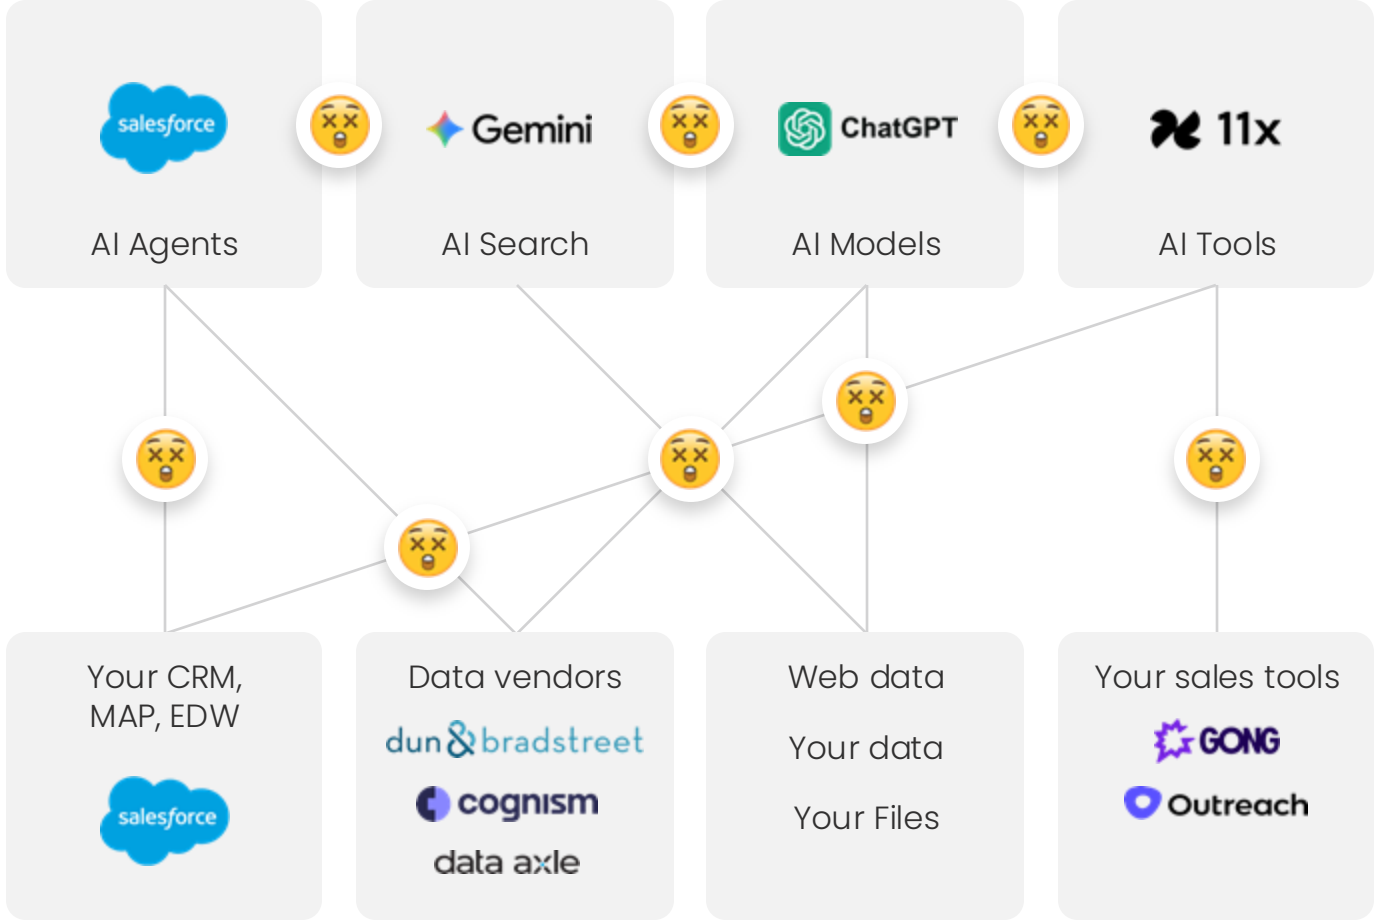 salesforce
Gemini
ChatGPT
11x
AI Agents
AI Search
AI Models
AI Tools
Your CRM,
MAP, EDW
salesforce
Data vendors
dun & bradstreet
cognism
data axle
Web data
Your data
Your Files
Your sales tools
GONG
Outreach